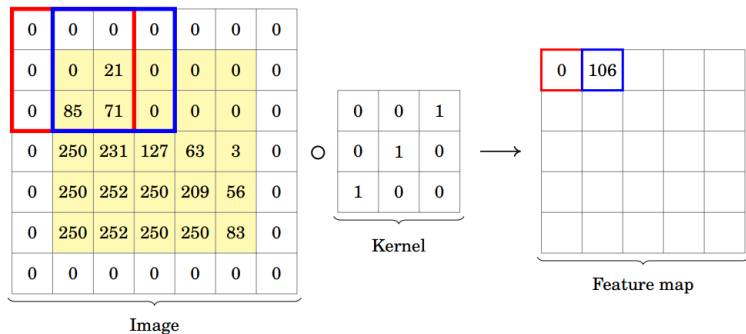 0 0 0 0 0 0 0
0 0 21 0 0 0 0
0 85 71 0 0 0 0
0 250 231 127 63 3 0
0 250 252 250 209 56 0
0 250 252 250 250 83 0
0 0 0 0 0 0 0
Image
0 0 1
0 1 0
1 0 0
Kernel
0 106
Feature map